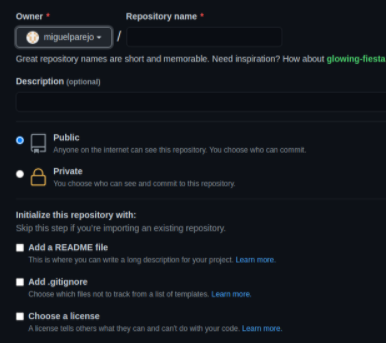 Owner * Repository name *
miguelparejo /
Great repository names are short and memorable. Need inspiration? How about glowing-fiesta
Description (optional)
Public
Anyone on the internet can see this repository. You choose who can commit.
Private
You choose who can see and commit to this repository.
Initialize this repository with:
Skip this step if you're importing an existing repository.
Add a README file
This is where you can write a long description for your project. Learn more.
Add .gitignore
Choose which files not to track from a list of templates. Learn more.
Choose a license
A license tells others what they can and can't do with your code. Learn more.